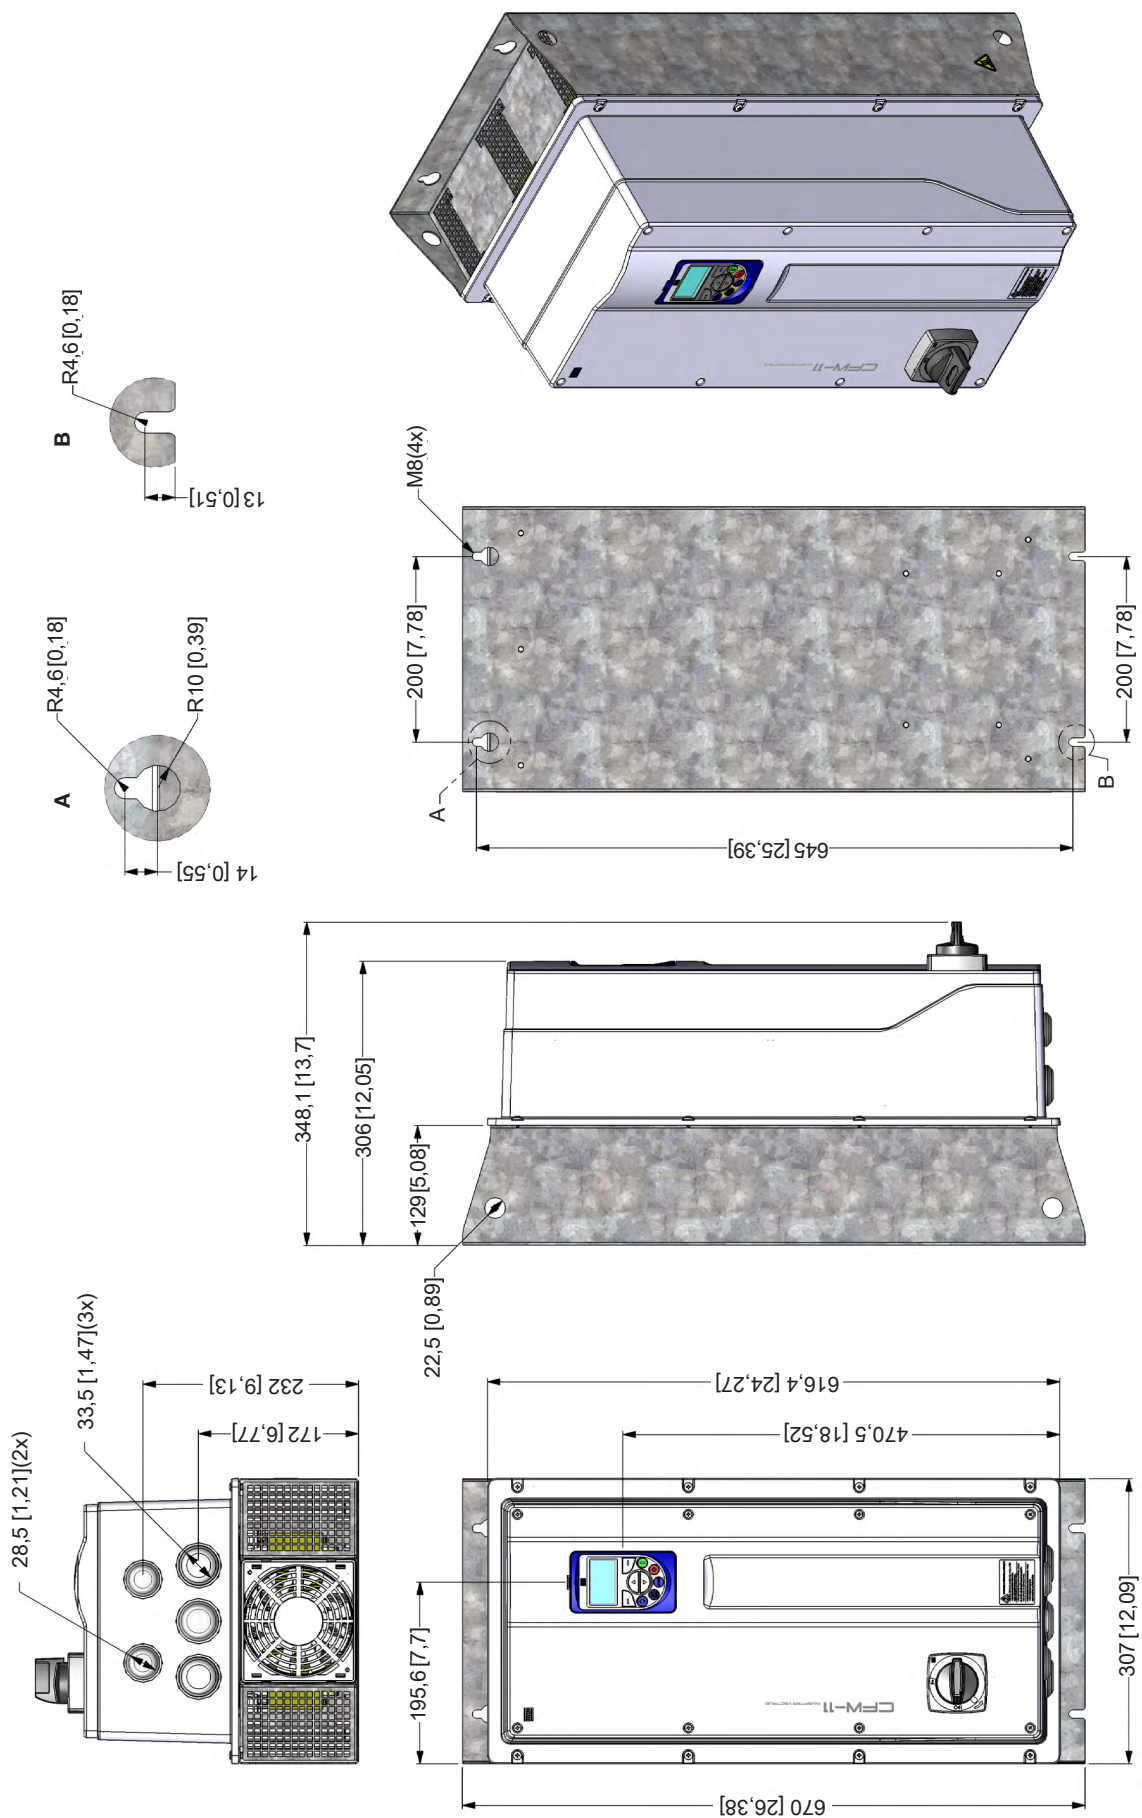 B
R4,6 [0,18]
13 [0,51]
A
R4,6 [0,18]
R10 [0,39]
14 [0,55]
CFW-11
M8(4x)
200 [7,78]
200 [7,78]
A
B
645 [25,39]
348,1 [13,7]
306 [12,05]
129 [5,08]
22,5 [0,89]
28,5 [1,21](2x)
33,5 [1,47](3x)
232 [9,13]
172 [6,77]
616,4 [24,27]
470,5 [18,52]
195,6 [7,7]
CFW-11
INVERTER VECTRUE
307 [12,09]
670 [26,38]